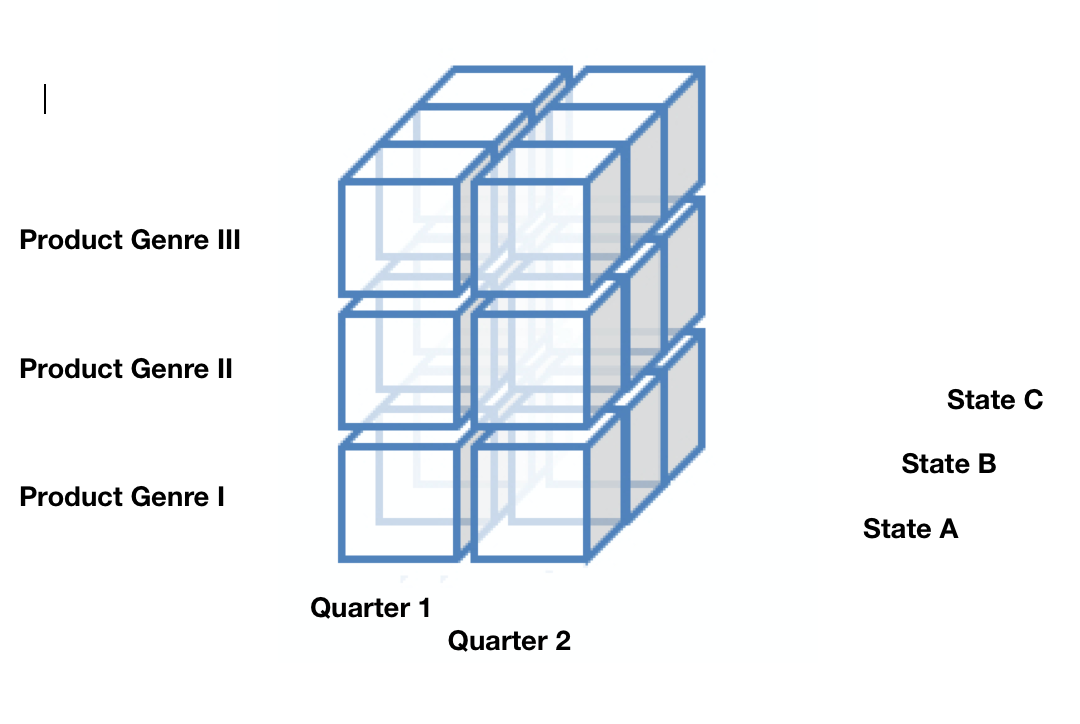 Product Genre III
Product Genre II
State C
State B
Product Genre I
State A
Quarter 1
Quarter 2